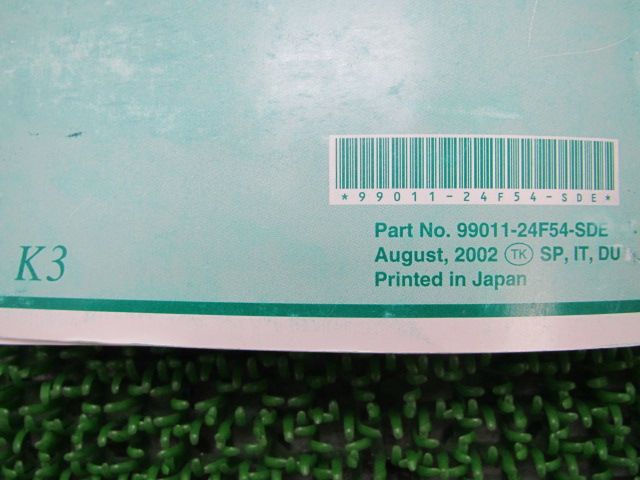 *99011-24F54-SDE*
Part No. 99011-24F54-SDE
August, 2002 TK SP, IT, DU
Printed in Japan
K3